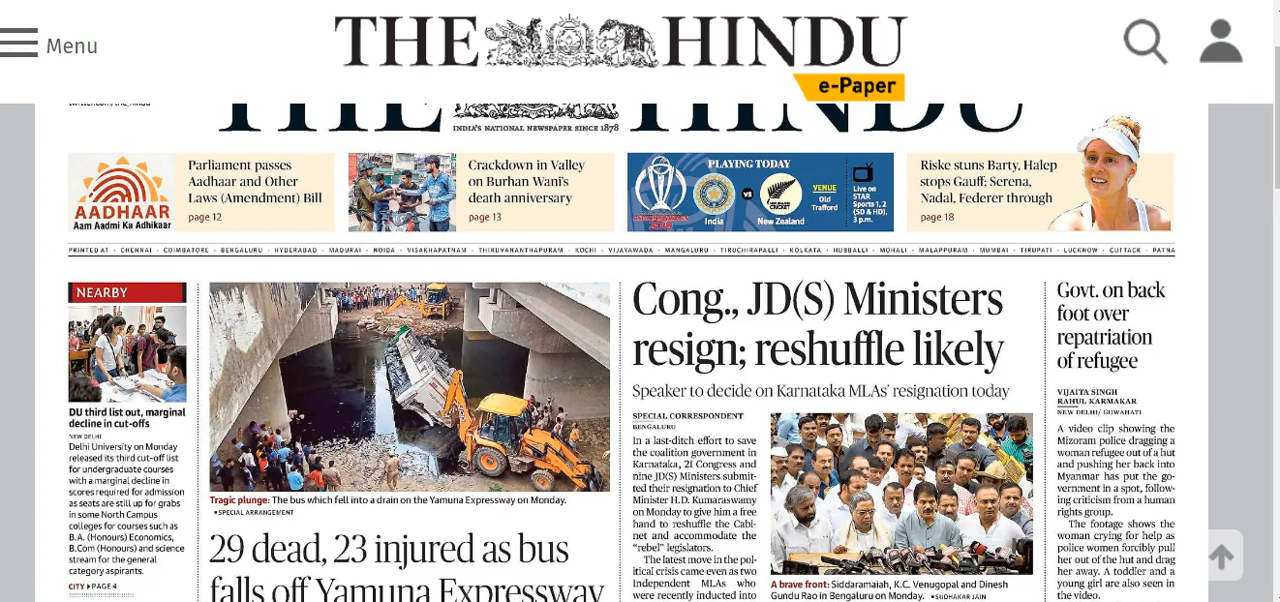 Menu
THE HINDU
e-Paper
THE HINDU
INDIA'S NATIONAL NEWSPAPER SINCE 1878
AADHAAR
Aam Aadmi Ka Adhikaar
Parliament passes
Aadhaar and Other
Laws (Amendment) Bill
page 12
Crackdown in Valley
on Burhan Wani's
death anniversary
page 13
PLAYING TODAY
India
vs
New Zealand
VENUE
Old
Trafford
Live on
STAR
Sports 1, 2
(SD & HD),
3 p.m.
Riske stuns Barty, Halep
stops Gauff; Serena,
Nadal, Federer through
page 18
PRINTED AT · CHENNAI · COIMBATORE · BENGALURU · HYDERABAD · MADURAI · NOIDA · VISAKHAPATNAM · THIRUVANANTHAPURAM · KOCHI · VIJAYAWADA · MANGALURU · TIRUCHIRAPALLI · KOLKATA · HUBBALLI · MOHALI · MALAPPURAM · MUMBAI · TIRUPATI · LUCKNOW · CUTTACK · PATNA
NEARBY
DU third list out, marginal
decline in cut-offs
NEW DELHI
Delhi University on Monday
released its third cut-off list
for undergraduate courses
with a marginal decline in
scores required for admission
as seats are still up for grabs
in some North Campus
colleges for courses such as
B.A. (Honours) Economics,
B.Com (Honours) and science
stream for the general
category aspirants.
CITY PAGE 4
Tragic plunge: The bus which fell into a drain on the Yamuna Expressway on Monday.
SPECIAL ARRANGEMENT
29 dead, 23 injured as bus
falls off Yamuna Expressway
Cong., JD(S) Ministers
resign; reshuffle likely
Speaker to decide on Karnataka MLAs' resignation today
SPECIAL CORRESPONDENT
BENGALURU
In a last-ditch effort to save
the coalition government in
Karnataka, 21 Congress and
nine JD(S) Ministers submit-
ted their resignation to Chief
Minister H.D. Kumaraswamy
on Monday to give him a free
hand to reshuffle the Cabi-
net and accommodate the
"rebel" legislators.
The latest move in the pol-
itical crisis came even as two
Independent MLAs who
were recently inducted into
A brave front: Siddaramaiah, K.C. Venugopal and Dinesh
Gundu Rao in Bengaluru on Monday. SUDHAKAR JAIN
Govt. on back
foot over
repatriation
of refugee
VIJAITA SINGH
RAHUL KARMAKAR
NEW DELHI/ GUWAHATI
A video clip showing the
Mizoram police dragging a
woman refugee out of a hut
and pushing her back into
Myanmar has put the go-
vernment in a spot, follow-
ing criticism from a human
rights group.
The footage shows the
woman crying for help as
police women forcibly pull
her out of the hut and drag
her away. A toddler and a
young girl are also seen in
the video.